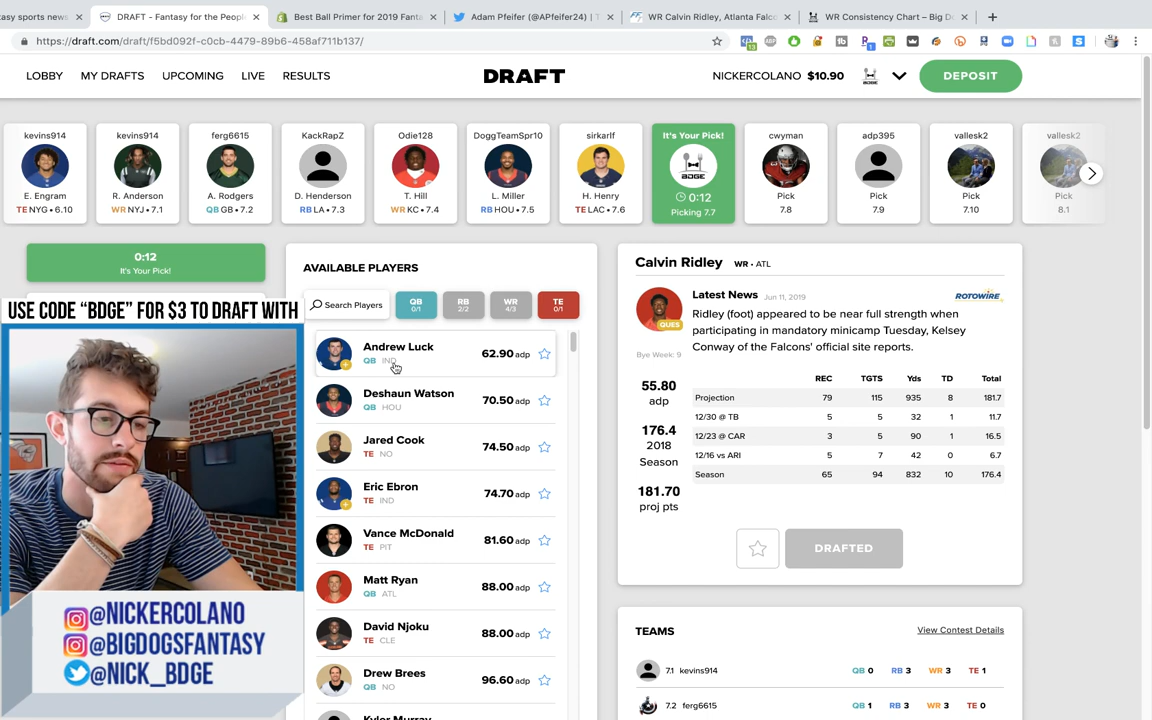 tasy sports news
DRAFT - Fantasy for the Peopl
Best Ball Primer for 2019 Fanta
Adam Pfeifer (@APfeifer24) | T
WR Calvin Ridley, Atlanta Falc
WR Consistency Chart – Big D
https://draft.com/draft/f5bd092f-c0cb-4479-89b6-458af711b137/
LOBBY MY DRAFTS UPCOMING LIVE RESULTS
DRAFT
NICKERCOLANO $10.90
DEPOSIT
kevins914
E. Engram
TE NYG • 6.10
kevins914
R. Anderson
WR NYJ • 7.1
ferg6615
A. Rodgers
QB GB • 7.2
KackRapZ
D. Henderson
RB LA • 7.3
Odie128
T. Hill
WR KC • 7.4
DoggTeamSpr10
L. Miller
RB HOU • 7.5
sirkarlf
H. Henry
TE LAC • 7.6
It's Your Pick!
BDGE
0:12
Picking 7.7
cwyman
Pick
7.8
adp395
Pick
7.9
vallesk2
Pick
7.10
vallesk2
Pick
8.1
0:12
It's Your Pick!
USE CODE “BDGE” FOR $3 TO DRAFT WITH
@NICKERCOLANO
@BIGDOGSFANTASY
@NICK_BDGE
AVAILABLE PLAYERS
Search Players
QB
0/1
RB
2/2
WR
4/3
TE
0/1
Andrew Luck
QB IND
62.90 adp
Deshaun Watson
QB HOU
70.50 adp
Jared Cook
TE NO
74.50 adp
Eric Ebron
TE IND
74.70 adp
Vance McDonald
TE PIT
81.60 adp
Matt Ryan
QB ATL
88.00 adp
David Njoku
TE CLE
88.00 adp
Drew Brees
QB NO
96.60 adp
Kyler Murray
Calvin Ridley WR • ATL
QUES
Bye Week: 9
Latest News Jun 11, 2019
ROTOWIRE
Ridley (foot) appeared to be near full strength when
participating in mandatory minicamp Tuesday, Kelsey
Conway of the Falcons' official site reports.
55.80
adp
176.4
2018
Season
181.70
proj pts
REC TGTS Yds TD Total
Projection 79 115 935 8 181.7
12/30 @ TB 5 5 32 1 11.7
12/23 @ CAR 3 5 90 1 16.5
12/16 vs ARI 5 7 42 0 6.7
Season 65 94 832 10 176.4
DRAFTED
TEAMS
View Contest Details
7.1 kevins914 QB 0 RB 3 WR 3 TE 1
7.2 ferg6615 QB 1 RB 3 WR 3 TE 0